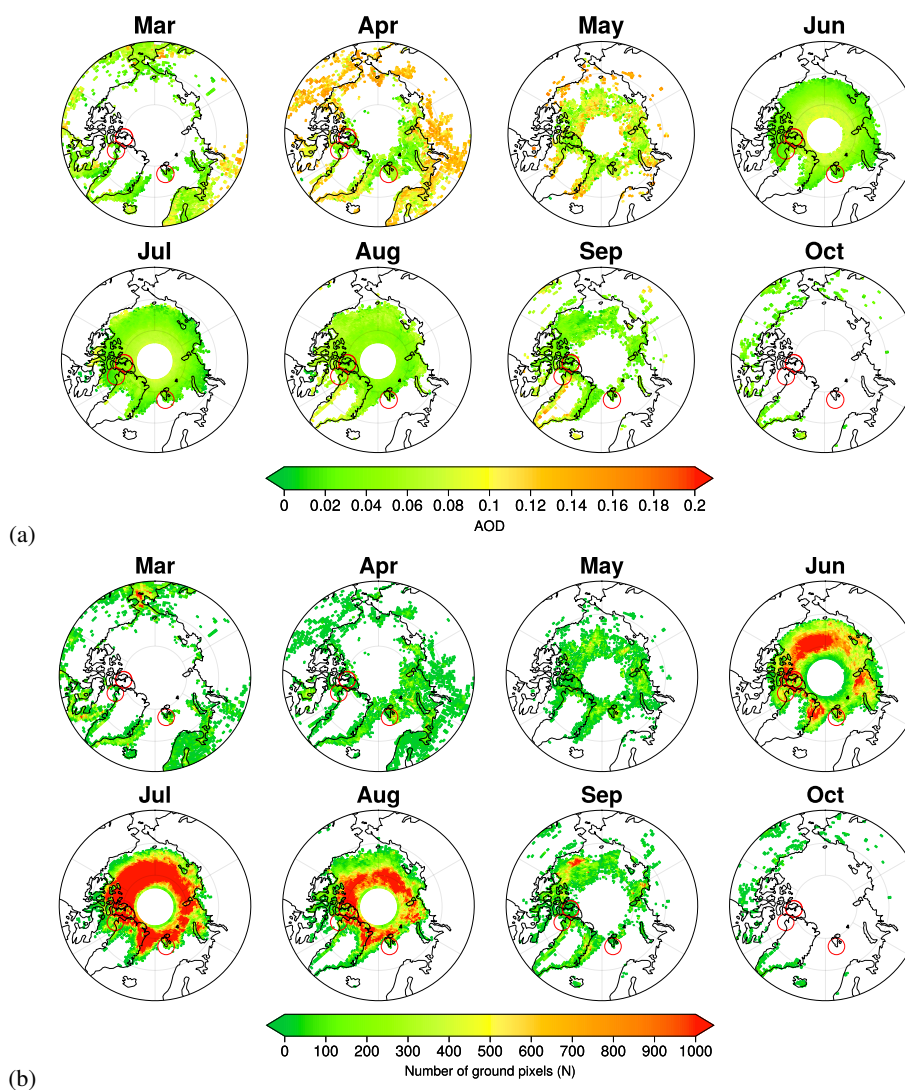 Mar Apr May Jun
Jul Aug Sep Oct
0 0.02 0.04 0.06 0.08 0.1 0.12 0.14 0.16 0.18 0.2
AOD
(a)
Mar Apr May Jun
Jul Aug Sep Oct
0 100 200 300 400 500 600 700 800 900 1000
Number of ground pixels (N)
(b)